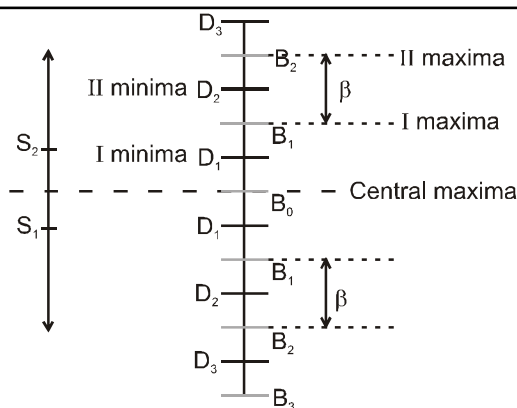 D₃
B₂ II maxima
II minima D₂ β
B₁ I maxima
S₂
I minima D₁
B₀ Central maxima
S₁ D₁
B₁
D₂ β
B₂
D₃
B₃